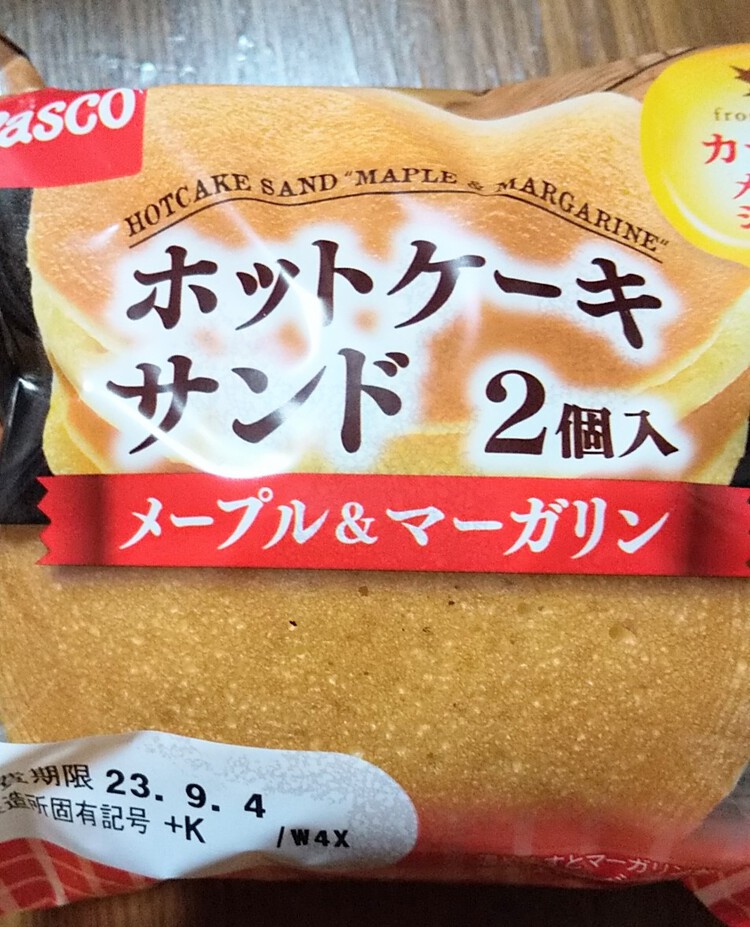 Pasco
HOTCAKE SAND "MAPLE & MARGARINE"
ホットケーキ
サンド 2個入
メープル&マーガリン
期限 23. 9. 4
造所固有記号 +K /W4X